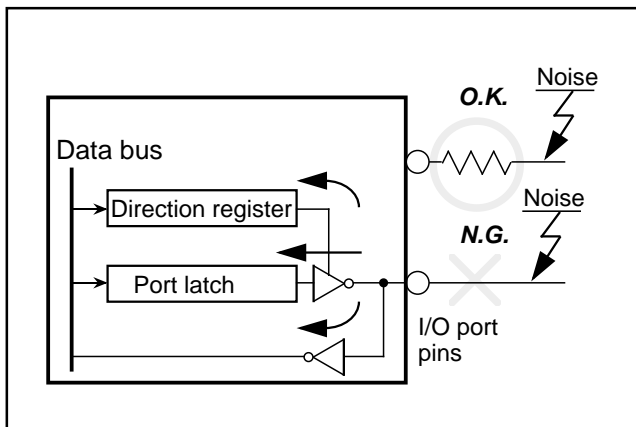 Noise
O.K.
Data bus
Noise
Direction register
N.G.
Port latch
I/O port
pins